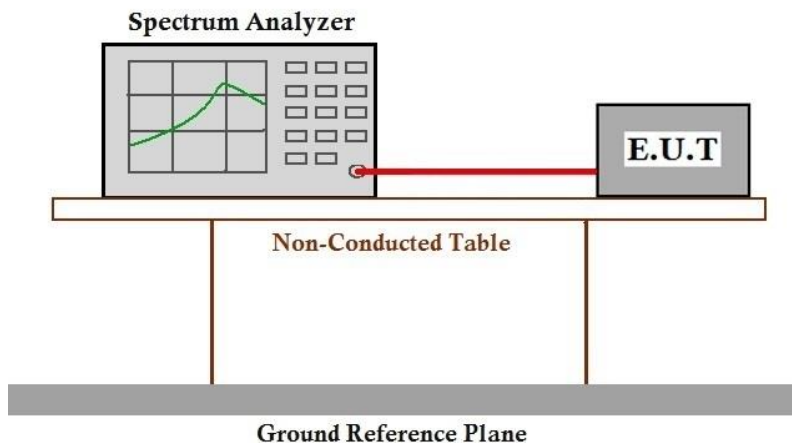 Spectrum Analyzer
E.U.T
Non-Conducted Table
Ground Reference Plane